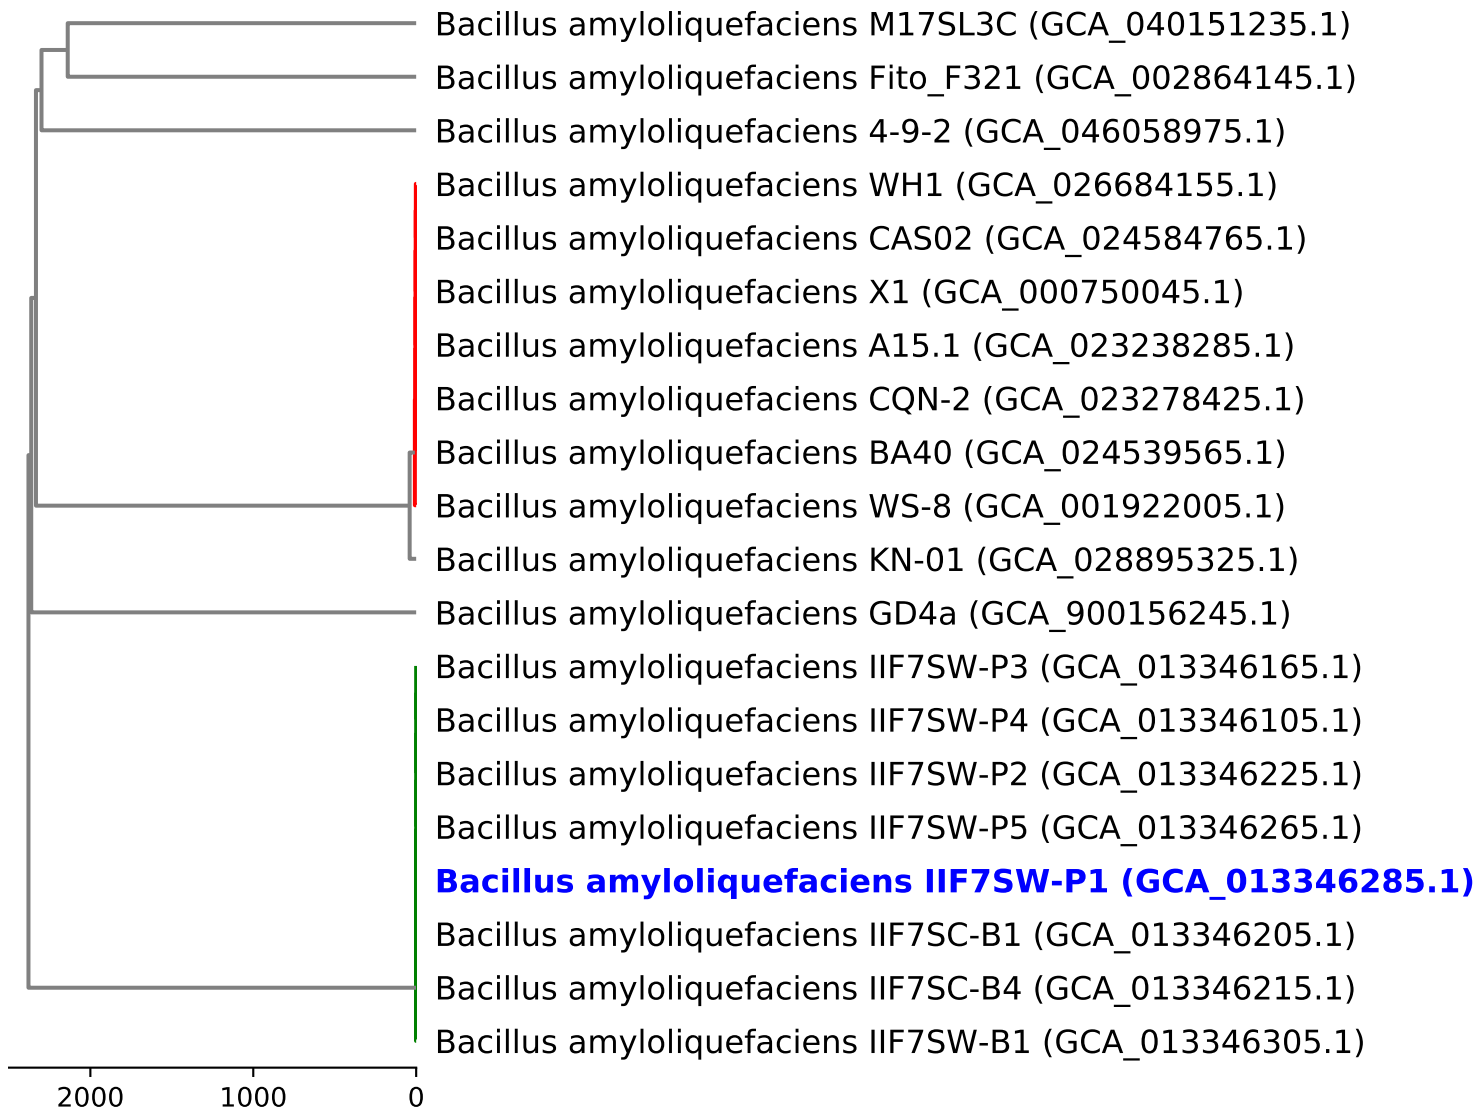 Bacillus amyloliquefaciens M17SL3C (GCA_040151235.1)
Bacillus amyloliquefaciens Fito_F321 (GCA_002864145.1)
Bacillus amyloliquefaciens 4-9-2 (GCA_046058975.1)
Bacillus amyloliquefaciens WH1 (GCA_026684155.1)
Bacillus amyloliquefaciens CAS02 (GCA_024584765.1)
Bacillus amyloliquefaciens X1 (GCA_000750045.1)
Bacillus amyloliquefaciens A15.1 (GCA_023238285.1)
Bacillus amyloliquefaciens CQN-2 (GCA_023278425.1)
Bacillus amyloliquefaciens BA40 (GCA_024539565.1)
Bacillus amyloliquefaciens WS-8 (GCA_001922005.1)
Bacillus amyloliquefaciens KN-01 (GCA_028895325.1)
Bacillus amyloliquefaciens GD4a (GCA_900156245.1)
Bacillus amyloliquefaciens IIF7SW-P3 (GCA_013346165.1)
Bacillus amyloliquefaciens IIF7SW-P4 (GCA_013346105.1)
Bacillus amyloliquefaciens IIF7SW-P2 (GCA_013346225.1)
Bacillus amyloliquefaciens IIF7SW-P5 (GCA_013346265.1)
Bacillus amyloliquefaciens IIF7SW-P1 (GCA_013346285.1)
Bacillus amyloliquefaciens IIF7SC-B1 (GCA_013346205.1)
Bacillus amyloliquefaciens IIF7SC-B4 (GCA_013346215.1)
Bacillus amyloliquefaciens IIF7SW-B1 (GCA_013346305.1)
2000 1000 0